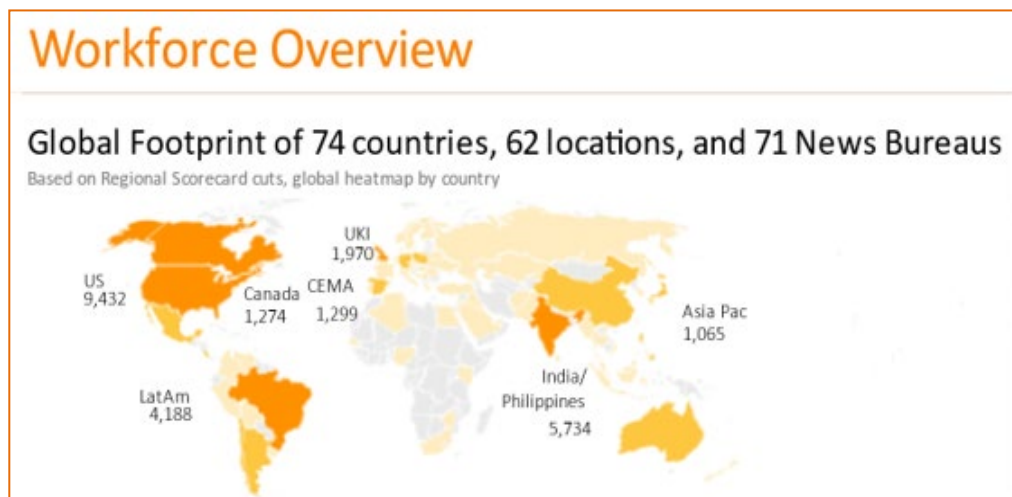 Workforce Overview
Global Footprint of 74 countries, 62 locations, and 71 News Bureaus
Based on Regional Scorecard cuts, global heatmap by country
UKI
1,970
US
9,432
Canada
1,274
CEMA
1,299
Asia Pac
1,065
India/
Philippines
5,734
LatAm
4,188